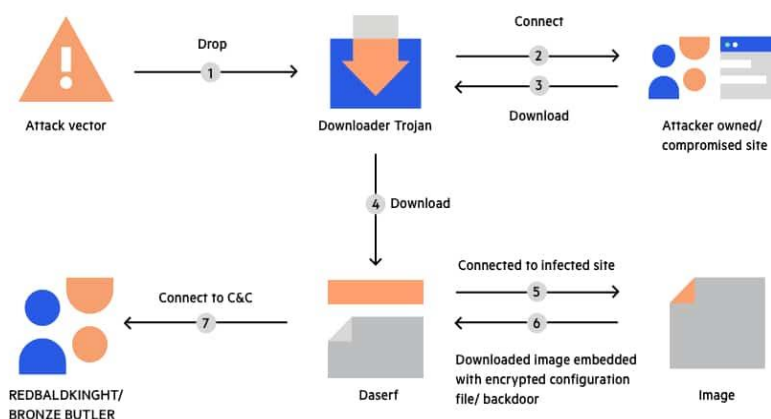 Drop
1
Attack vector
Downloader Trojan
Connect
2
3
Download
Attacker owned/
compromised site
4
Download
Connected to infected site
5
6
Downloaded image embedded
with encrypted configuration
file/ backdoor
Image
Daserf
Connect to C&C
7
REDBALDKINGHT/
BRONZE BUTLER